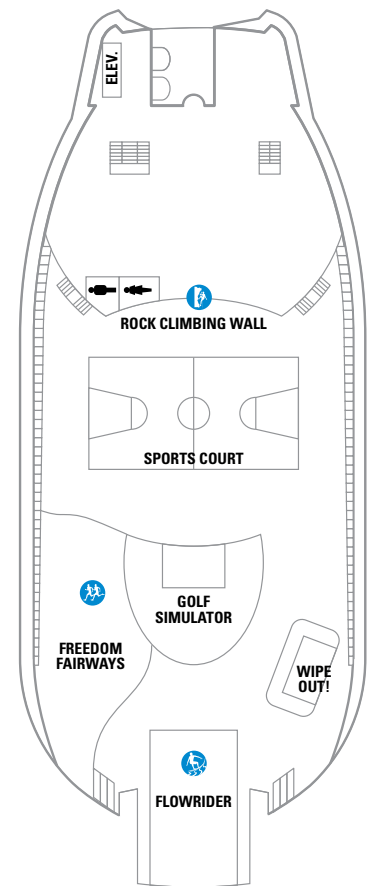 ELEV.
ROCK CLIMBING WALL
SPORTS COURT
GOLF
SIMULATOR
FREEDOM
FAIRWAYS
WIPE
OUT!
FLOWRIDER